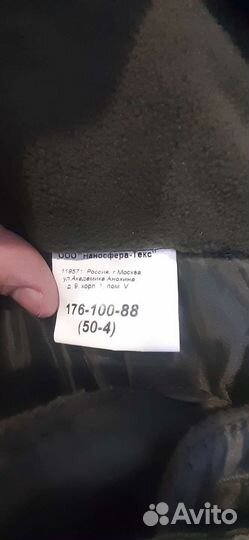 ООО "Наносфера-Текс"
119571, Россия, г.Москва
ул.Академика Анохина
д. 9, корп. 1, пом. V
176-100-88
(50-4)
Avito